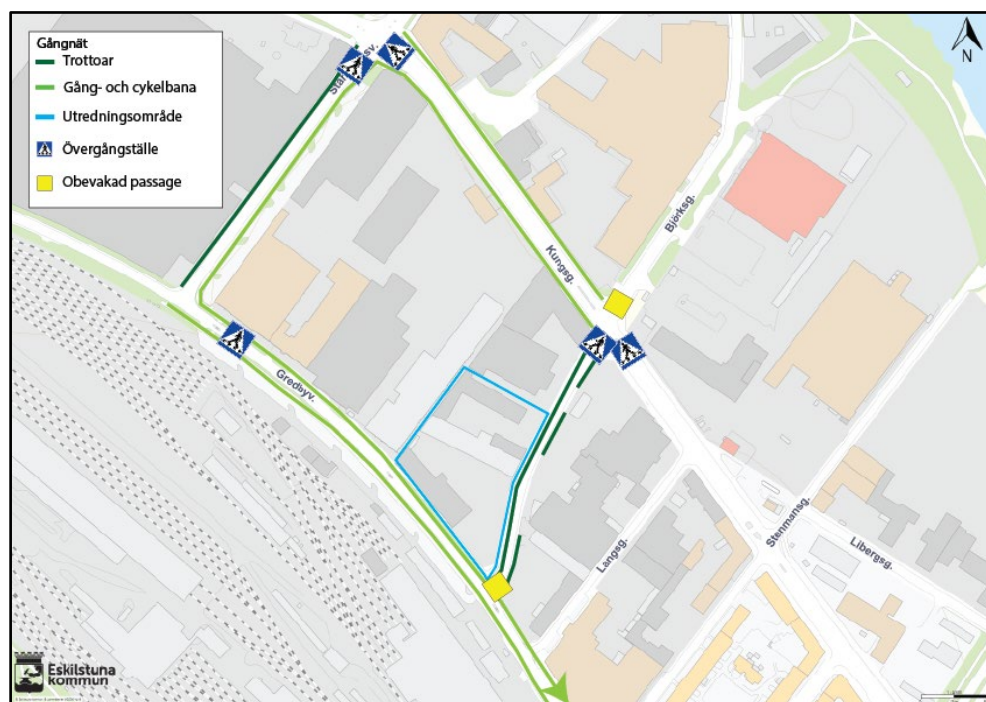 Gångnät
Trottoar
Gång- och cykelbana
Utredningsområde
Övergångställe
Obevakad passage
N
Björksg.
Kungsg.
Gredbyv.
Langsg.
Stenmansg.
Libergsg.
Eskilstuna
kommun